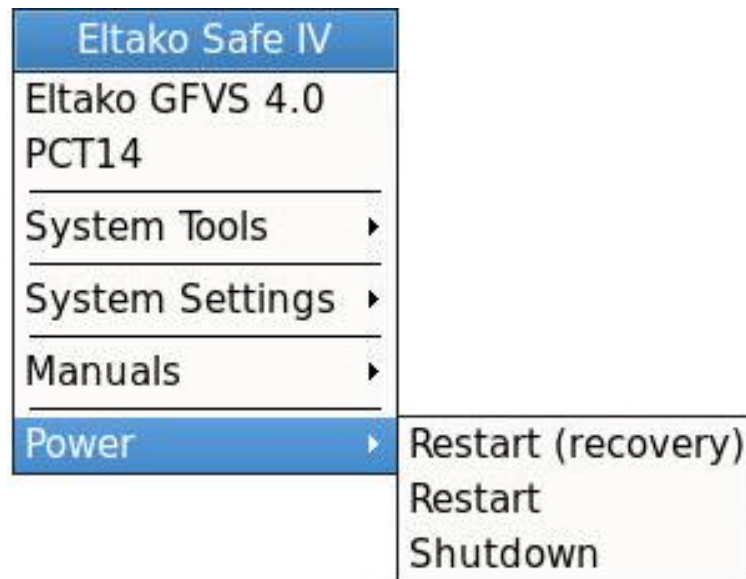 Eltako Safe IV
Eltako GFVS 4.0
PCT14
System Tools
System Settings
Manuals
Power
Restart (recovery)
Restart
Shutdown